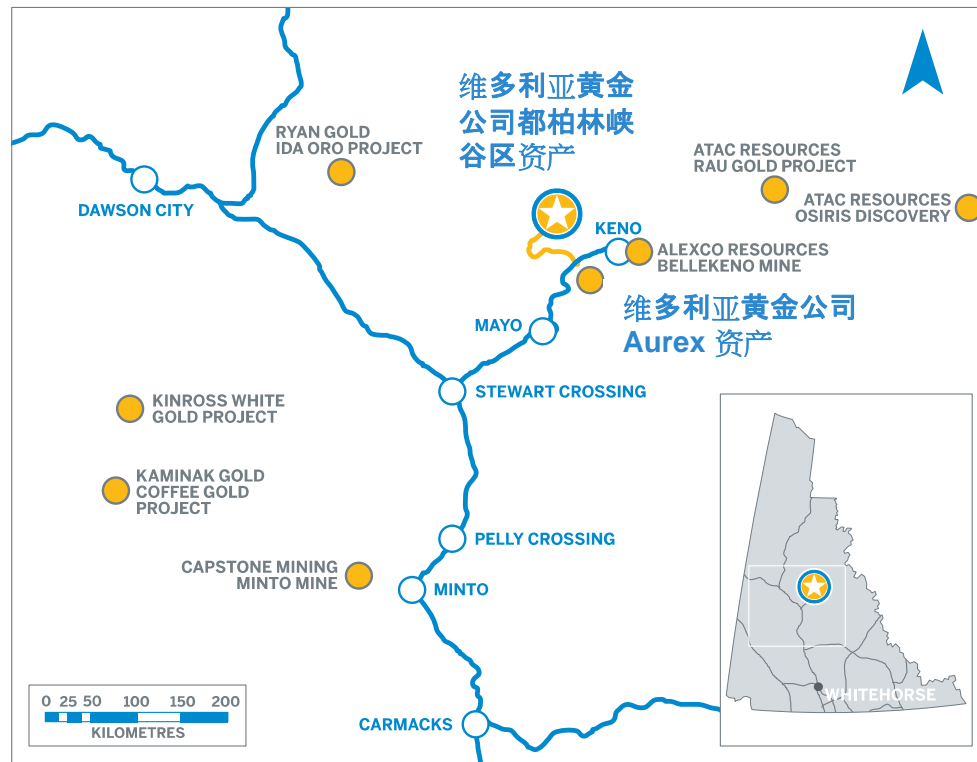 维多利亚黄金
公司都柏林峡
谷区资产
RYAN GOLD
IDA ORO PROJECT
ATAC RESOURCES
RAU GOLD PROJECT
ATAC RESOURCES
OSIRIS DISCOVERY
DAWSON CITY
KENO
ALEXCO RESOURCES
BELLEKENO MINE
维多利亚黄金公司
Aurex 资产
MAYO
STEWART CROSSING
KINROSS WHITE
GOLD PROJECT
KAMINAK GOLD
COFFEE GOLD
PROJECT
PELLY CROSSING
CAPSTONE MINING
MINTO MINE
MINTO
CARMACKS
0 25 50 100 150 200
KILOMETRES
WHITEHORSE